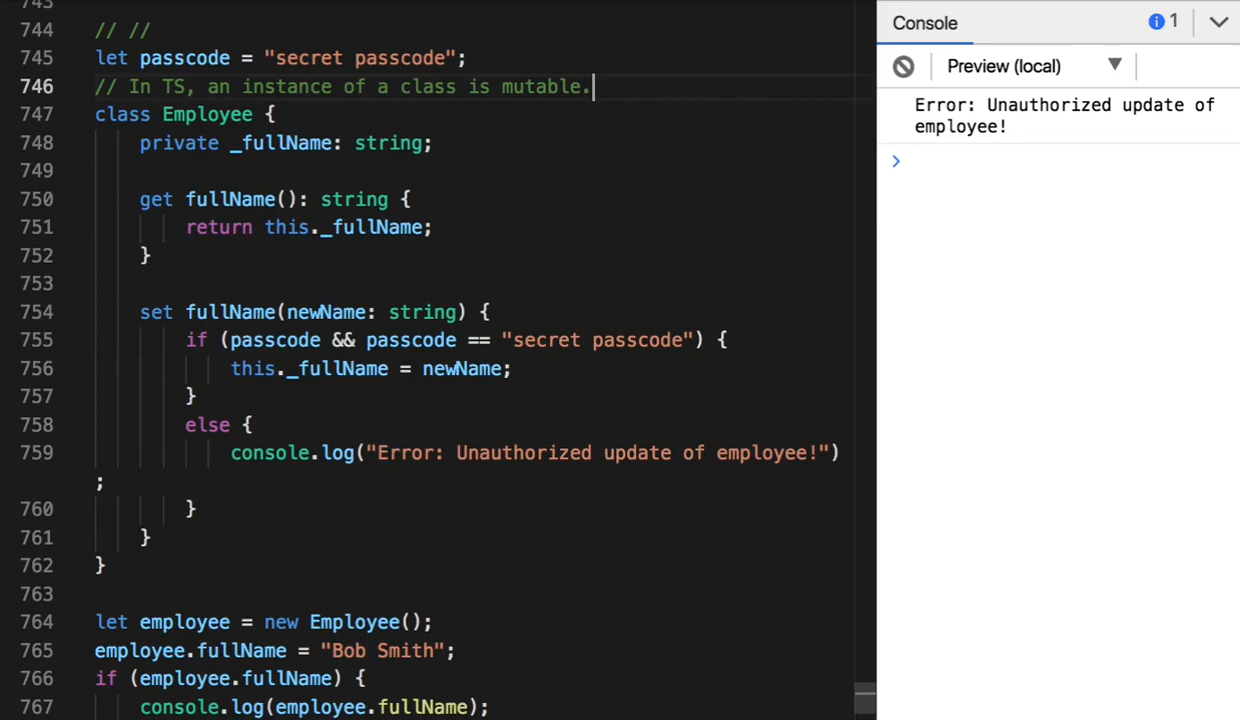 743
744 // //
745 let passcode = "secret passcode";
746 // In TS, an instance of a class is mutable.
747 class Employee {
748 private _fullName: string;
749
750 get fullName(): string {
751 return this._fullName;
752 }
753
754 set fullName(newName: string) {
755 if (passcode && passcode == "secret passcode") {
756 this._fullName = newName;
757 }
758 else {
759 console.log("Error: Unauthorized update of employee!")
;
760 }
761 }
762 }
763
764 let employee = new Employee();
765 employee.fullName = "Bob Smith";
766 if (employee.fullName) {
767 console.log(employee.fullName);
Console 1
Preview (local)
Error: Unauthorized update of
employee!